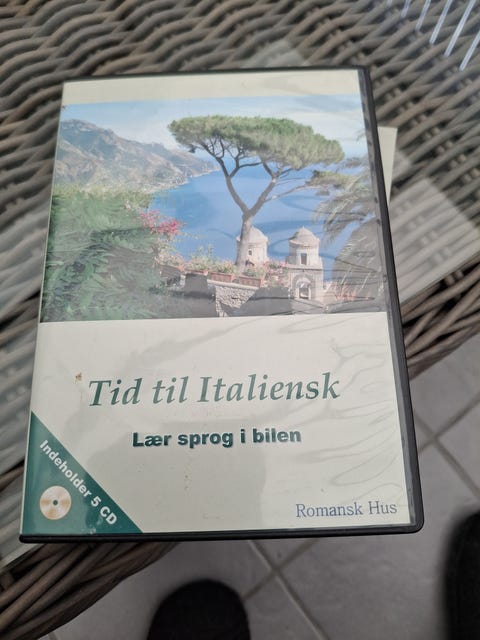 Tid til Italiensk
Lær sprog i bilen
Indeholder 5 CD
Romansk Hus